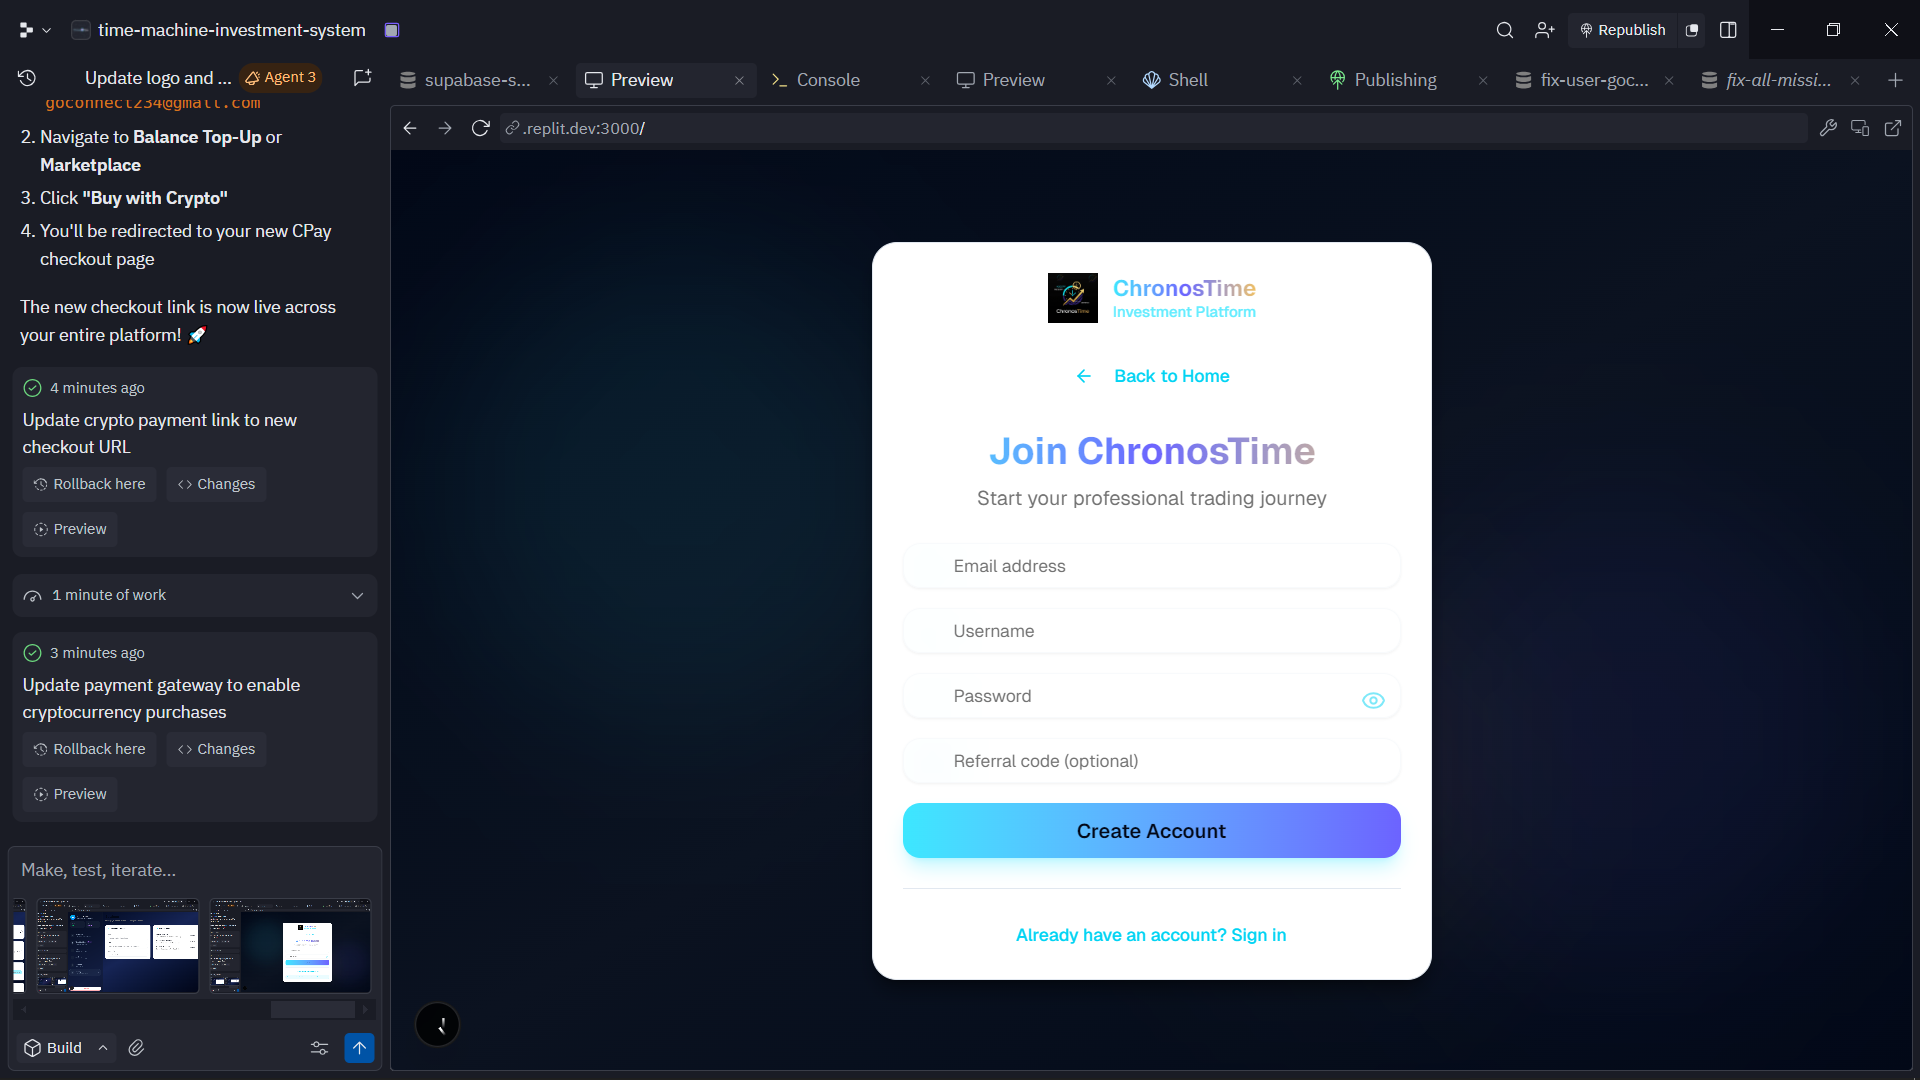 time-machine-investment-system
Republish
Update logo and ...
Agent 3
supabase-s...
Preview
Console
Preview
Shell
Publishing
fix-user-goc...
fix-all-missi...
.replit.dev:3000/
goconnect234@gmail.com
2. Navigate to Balance Top-Up or
Marketplace
3. Click "Buy with Crypto"
4. You'll be redirected to your new CPay
checkout page
The new checkout link is now live across
your entire platform! 🚀
4 minutes ago
Update crypto payment link to new
checkout URL
Rollback here
Changes
Preview
1 minute of work
3 minutes ago
Update payment gateway to enable
cryptocurrency purchases
Rollback here
Changes
Preview
Make, test, iterate...
Build
ChronosTime
ChronosTime
Investment Platform
Back to Home
Join ChronosTime
Start your professional trading journey
Email address
Username
Password
Referral code (optional)
Create Account
Already have an account? Sign in